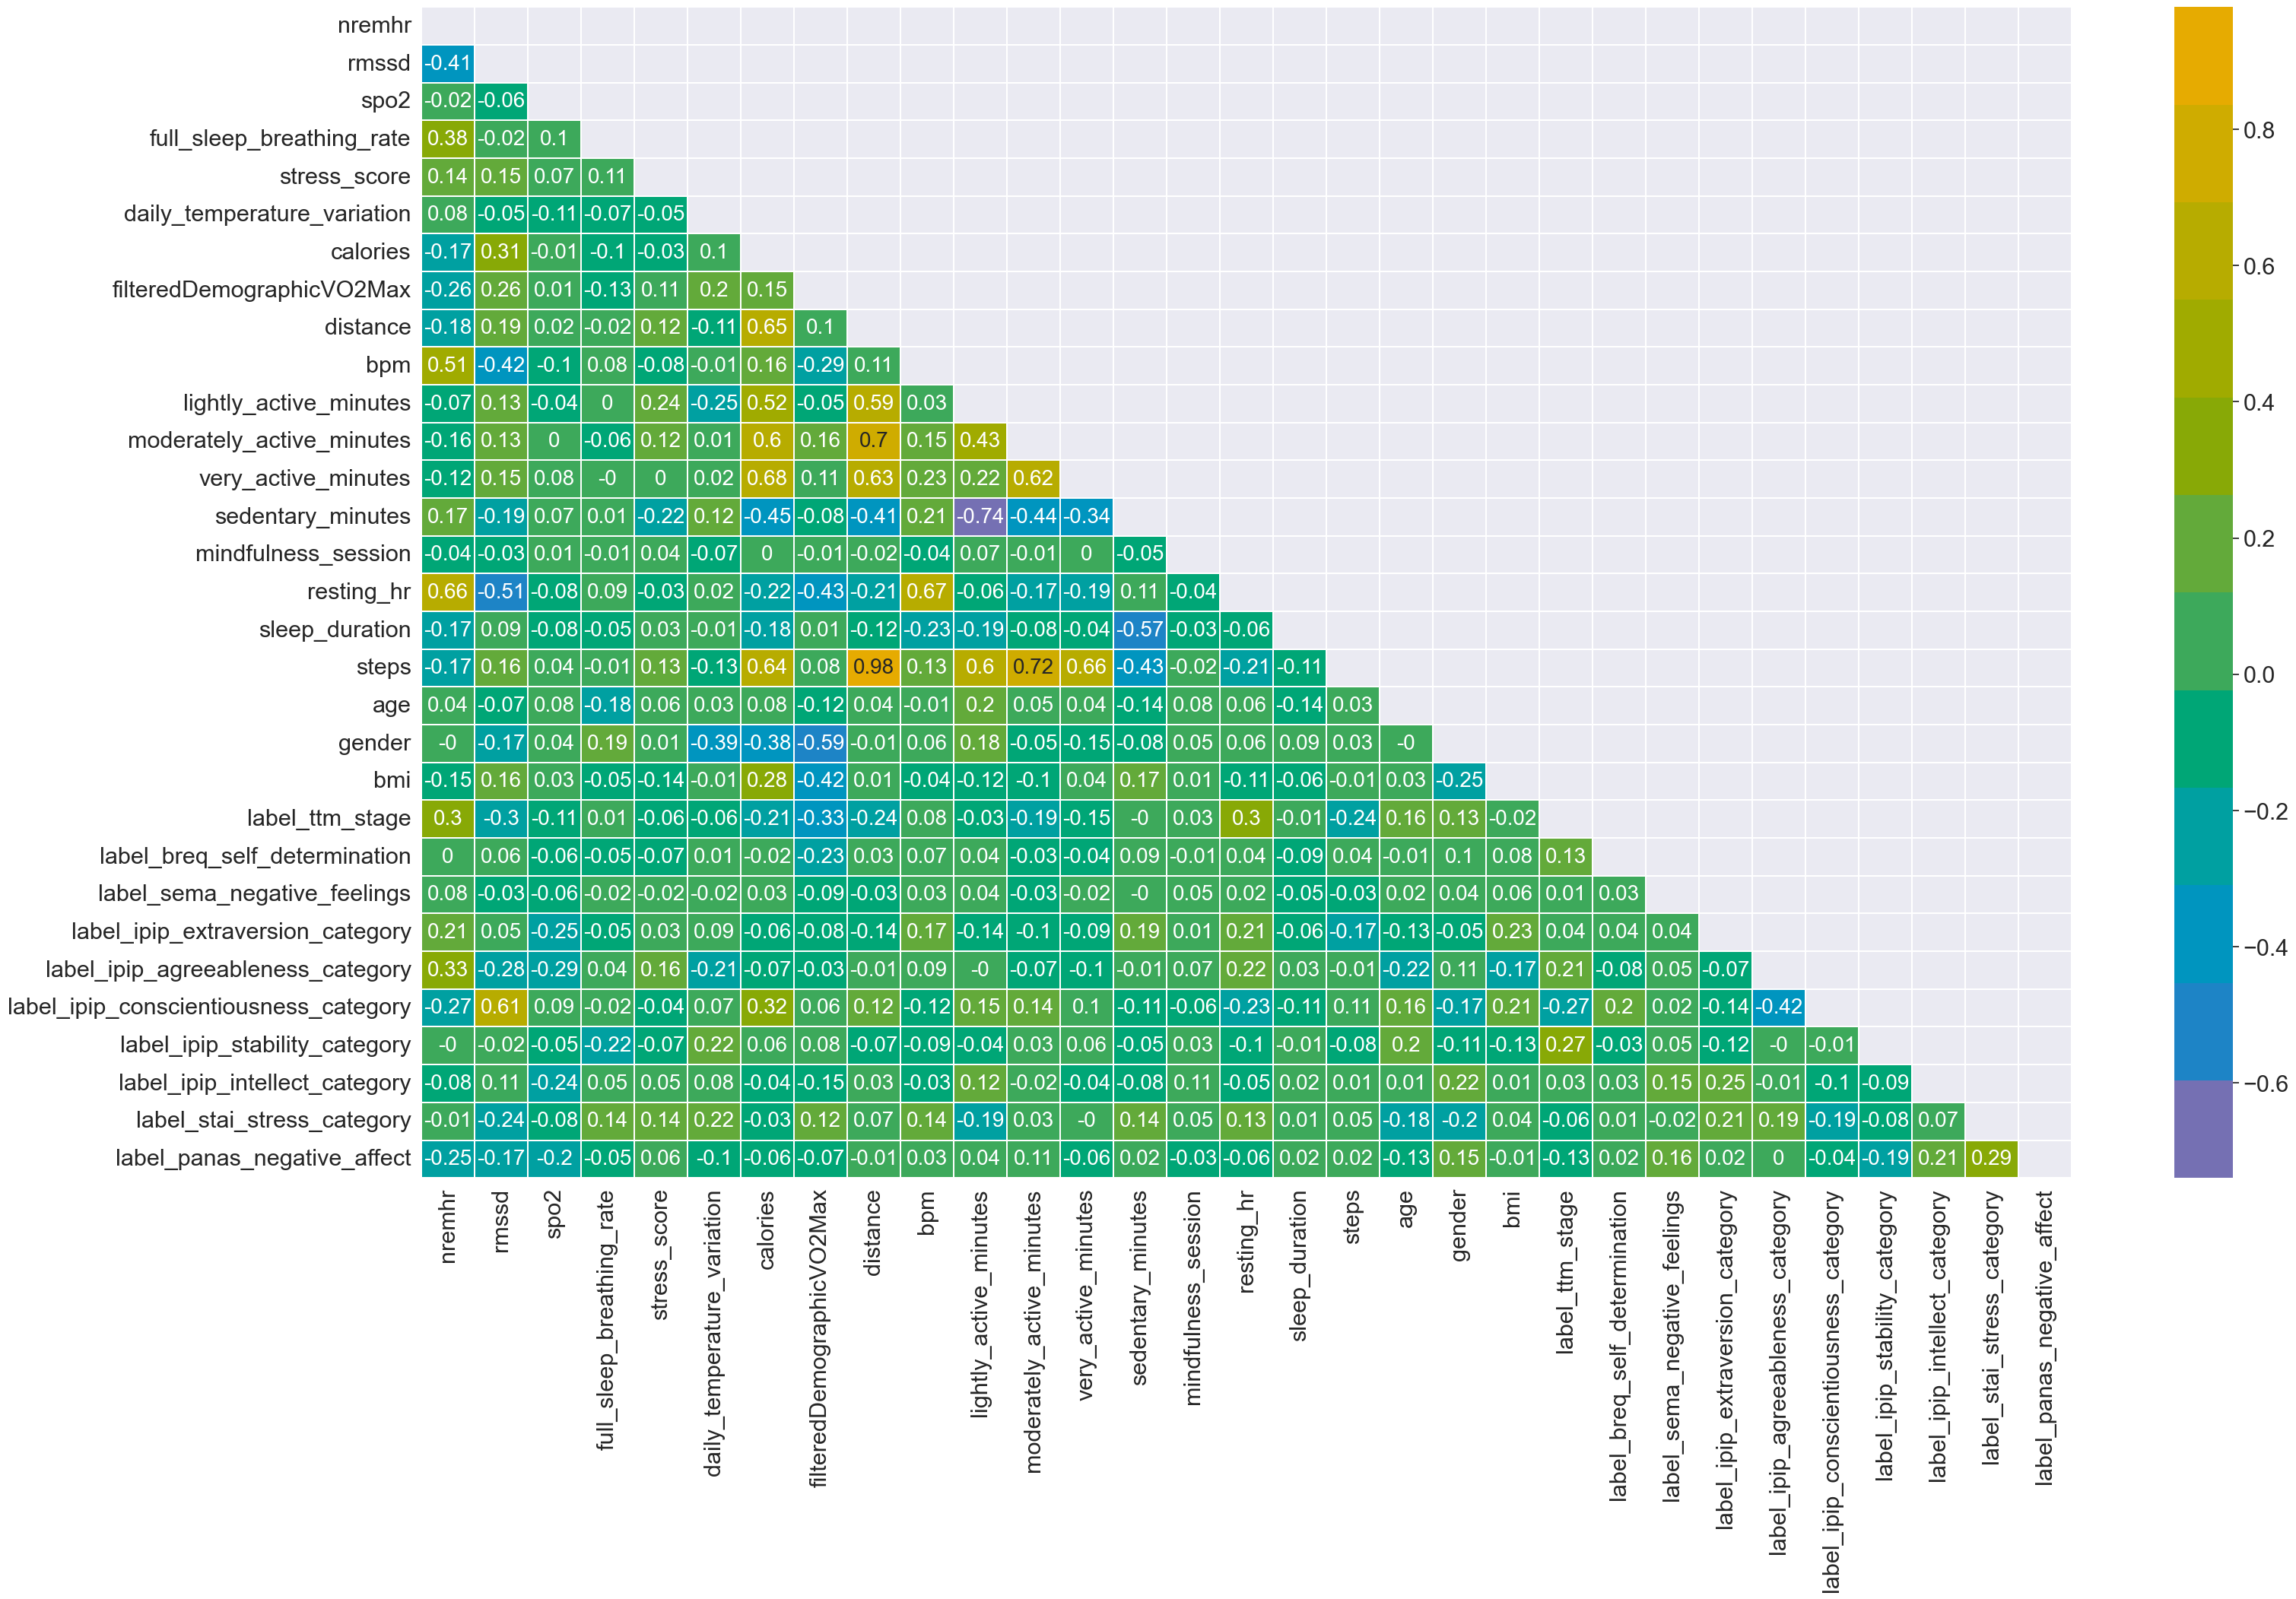 nremhr
rmssd -0.41
spo2 -0.02 -0.06
full_sleep_breathing_rate 0.38 -0.02 0.1
stress_score 0.14 0.15 0.07 0.11
daily_temperature_variation 0.08 -0.05 -0.11 -0.07 -0.05
calories -0.17 0.31 -0.01 -0.1 -0.03 0.1
filteredDemographicVO2Max -0.26 0.26 0.01 -0.13 0.11 0.2 0.15
distance -0.18 0.19 0.02 -0.02 0.12 -0.11 0.65 0.1
bpm 0.51 -0.42 -0.1 0.08 -0.08 -0.01 0.16 -0.29 0.11
lightly_active_minutes -0.07 0.13 -0.04 0 0.24 -0.25 0.52 -0.05 0.59 0.03
moderately_active_minutes -0.16 0.13 0 -0.06 0.12 0.01 0.6 0.16 0.7 0.15 0.43
very_active_minutes -0.12 0.15 0.08 -0 0 0.02 0.68 0.11 0.63 0.23 0.22 0.62
sedentary_minutes 0.17 -0.19 0.07 0.01 -0.22 0.12 -0.45 -0.08 -0.41 0.21 -0.74 -0.44 -0.34
mindfulness_session -0.04 -0.03 0.01 -0.01 0.04 -0.07 0 -0.01 -0.02 -0.04 0.07 -0.01 0 -0.05
resting_hr 0.66 -0.51 -0.08 0.09 -0.03 0.02 -0.22 -0.43 -0.21 0.67 -0.06 -0.17 -0.19 0.11 -0.04
sleep_duration -0.17 0.09 -0.08 -0.05 0.03 -0.01 -0.18 0.01 -0.12 -0.23 -0.19 -0.08 -0.04 -0.57 -0.03 -0.06
steps -0.17 0.16 0.04 -0.01 0.13 -0.13 0.64 0.08 0.98 0.13 0.6 0.72 0.66 -0.43 -0.02 -0.21 -0.11
age 0.04 -0.07 0.08 -0.18 0.06 0.03 0.08 -0.12 0.04 -0.01 0.2 0.05 0.04 -0.14 0.08 0.06 -0.14 0.03
gender -0 -0.17 0.04 0.19 0.01 -0.39 -0.38 -0.59 -0.01 0.06 0.18 -0.05 -0.15 -0.08 0.05 0.06 0.09 0.03 -0
bmi -0.15 0.16 0.03 -0.05 -0.14 -0.01 0.28 -0.42 0.01 -0.04 -0.12 -0.1 0.04 0.17 0.01 -0.11 -0.06 -0.01 0.03 -0.25
label_ttm_stage 0.3 -0.3 -0.11 0.01 -0.06 -0.06 -0.21 -0.33 -0.24 0.08 -0.03 -0.19 -0.15 -0 0.03 0.3 -0.01 -0.24 0.16 0.13 -0.02
label_breq_self_determination 0 0.06 -0.06 -0.05 -0.07 0.01 -0.02 -0.23 0.03 0.07 0.04 -0.03 -0.04 0.09 -0.01 0.04 -0.09 0.04 -0.01 0.1 0.08 0.13
label_sema_negative_feelings 0.08 -0.03 -0.06 -0.02 -0.02 -0.02 0.03 -0.09 -0.03 0.03 0.04 -0.03 -0.02 -0 0.05 0.02 -0.05 -0.03 0.02 0.04 0.06 0.01 0.03
label_ipip_extraversion_category 0.21 0.05 -0.25 -0.05 0.03 0.09 -0.06 -0.08 -0.14 0.17 -0.14 -0.1 -0.09 0.19 0.01 0.21 -0.06 -0.17 -0.13 -0.05 0.23 0.04 0.04 0.04
label_ipip_agreeableness_category 0.33 -0.28 -0.29 0.04 0.16 -0.21 -0.07 -0.03 -0.01 0.09 -0 -0.07 -0.1 -0.01 0.07 0.22 0.03 -0.01 -0.22 0.11 -0.17 0.21 -0.08 0.05 -0.07
label_ipip_conscientiousness_category -0.27 0.61 0.09 -0.02 -0.04 0.07 0.32 0.06 0.12 -0.12 0.15 0.14 0.1 -0.11 -0.06 -0.23 -0.11 0.11 0.16 -0.17 0.21 -0.27 0.2 0.02 -0.14 -0.42
label_ipip_stability_category -0 -0.02 -0.05 -0.22 -0.07 0.22 0.06 0.08 -0.07 -0.09 -0.04 0.03 0.06 -0.05 0.03 -0.1 -0.01 -0.08 0.2 -0.11 -0.13 0.27 -0.03 0.05 -0.12 -0 -0.01
label_ipip_intellect_category -0.08 0.11 -0.24 0.05 0.05 0.08 -0.04 -0.15 0.03 -0.03 0.12 -0.02 -0.04 -0.08 0.11 -0.05 0.02 0.01 0.01 0.22 0.01 0.03 0.03 0.15 0.25 -0.01 -0.1 -0.09
label_stai_stress_category -0.01 -0.24 -0.08 0.14 0.14 0.22 -0.03 0.12 0.07 0.14 -0.19 0.03 -0 0.14 0.05 0.13 0.01 0.05 -0.18 -0.2 0.04 -0.06 0.01 -0.02 0.21 0.19 -0.19 -0.08 0.07
label_panas_negative_affect -0.25 -0.17 -0.2 -0.05 0.06 -0.1 -0.06 -0.07 -0.01 0.03 0.04 0.11 -0.06 0.02 -0.03 -0.06 0.02 0.02 -0.13 0.15 -0.01 -0.13 0.02 0.16 0.02 0 -0.04 -0.19 0.21 0.29
nremhr
rmssd
spo2
full_sleep_breathing_rate
stress_score
daily_temperature_variation
calories
filteredDemographicVO2Max
distance
bpm
lightly_active_minutes
moderately_active_minutes
very_active_minutes
sedentary_minutes
mindfulness_session
resting_hr
sleep_duration
steps
age
gender
bmi
label_ttm_stage
label_breq_self_determination
label_sema_negative_feelings
label_ipip_extraversion_category
label_ipip_agreeableness_category
label_ipip_conscientiousness_category
label_ipip_stability_category
label_ipip_intellect_category
label_stai_stress_category
label_panas_negative_affect
0.8
0.6
0.4
0.2
0.0
−0.2
−0.4
−0.6